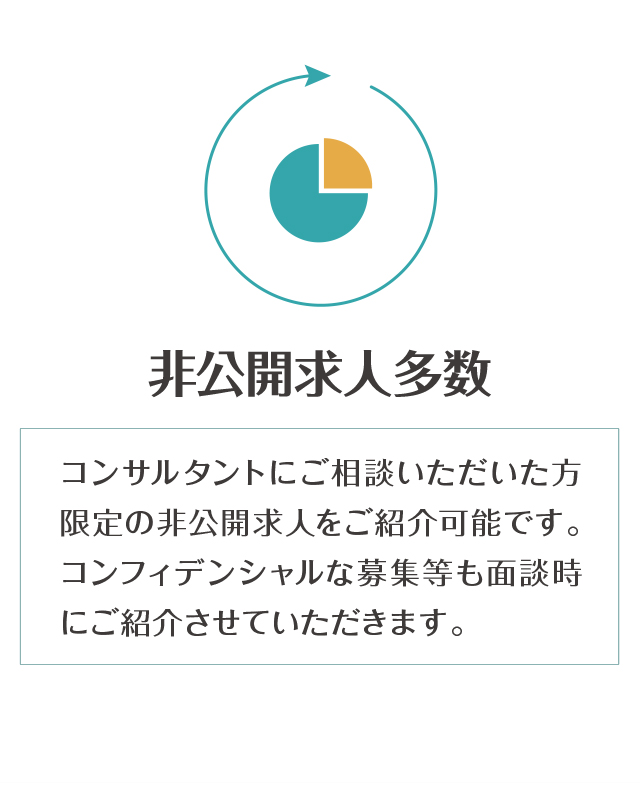 非公開求人多数
コンサルタントにご相談いただいた方
限定の非公開求人をご紹介可能です。
コンフィデンシャルな募集等も面談時
にご紹介させていただきます。